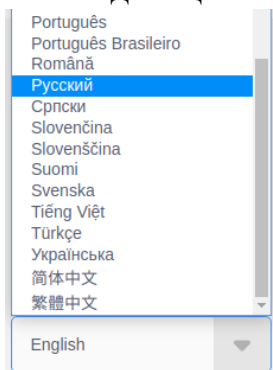 Português
Português Brasileiro
Română
Русский
Српски
Slovenčina
Slovenščina
Suomi
Svenska
Tiếng Việt
Türkçe
Українська
简体中文
繁體中文
English